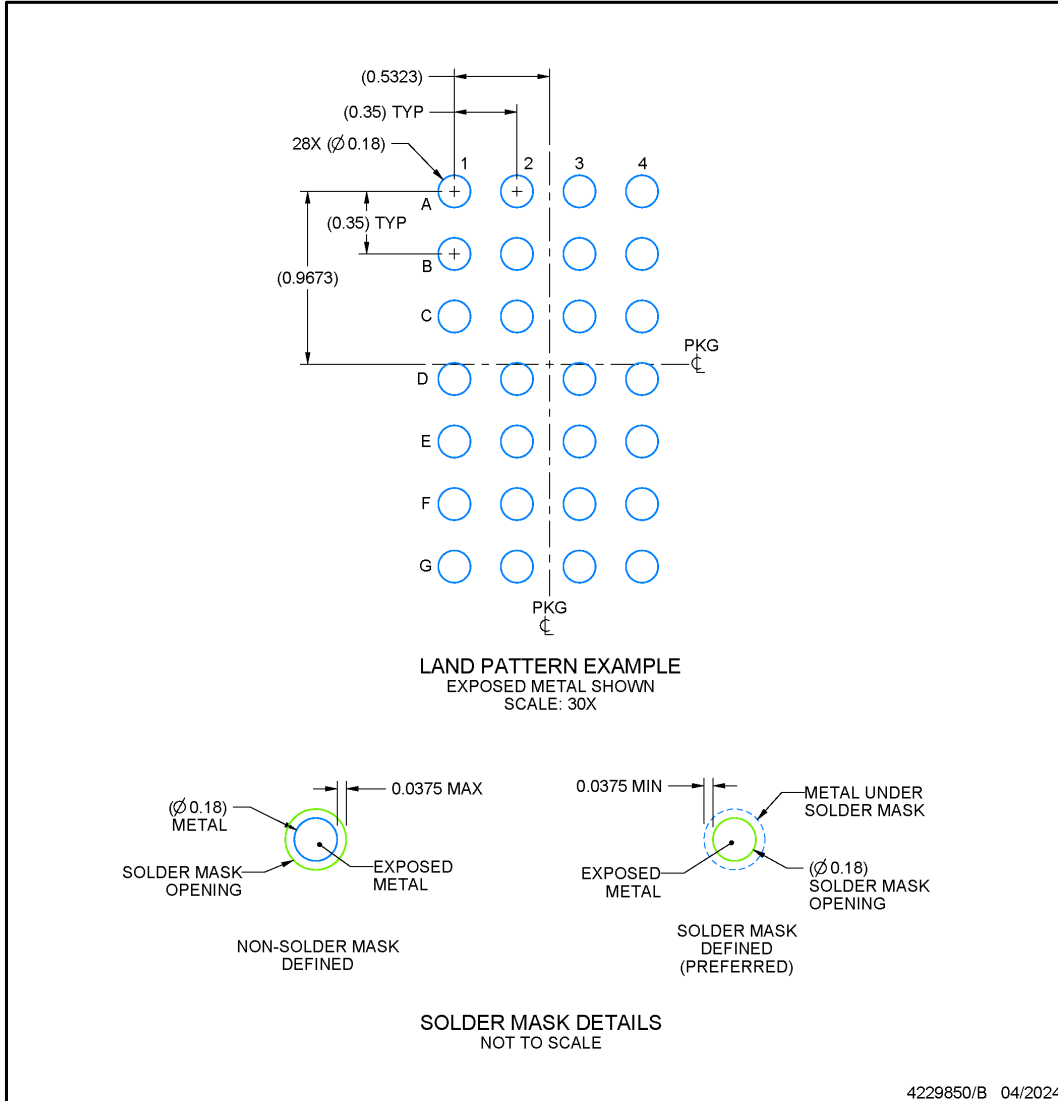 (0.5323)
(0.35) TYP
28X (Ø 0.18)
1 2 3 4
A
(0.35) TYP
B
(0.9673)
C
PKG
℄
D
E
F
G
PKG
℄
LAND PATTERN EXAMPLE
EXPOSED METAL SHOWN
SCALE: 30X
0.0375 MAX
(Ø 0.18)
METAL
SOLDER MASK
OPENING
EXPOSED
METAL
NON-SOLDER MASK
DEFINED
0.0375 MIN
METAL UNDER
SOLDER MASK
EXPOSED
METAL
(Ø 0.18)
SOLDER MASK
OPENING
SOLDER MASK
DEFINED
(PREFERRED)
SOLDER MASK DETAILS
NOT TO SCALE
4229850/B 04/2024